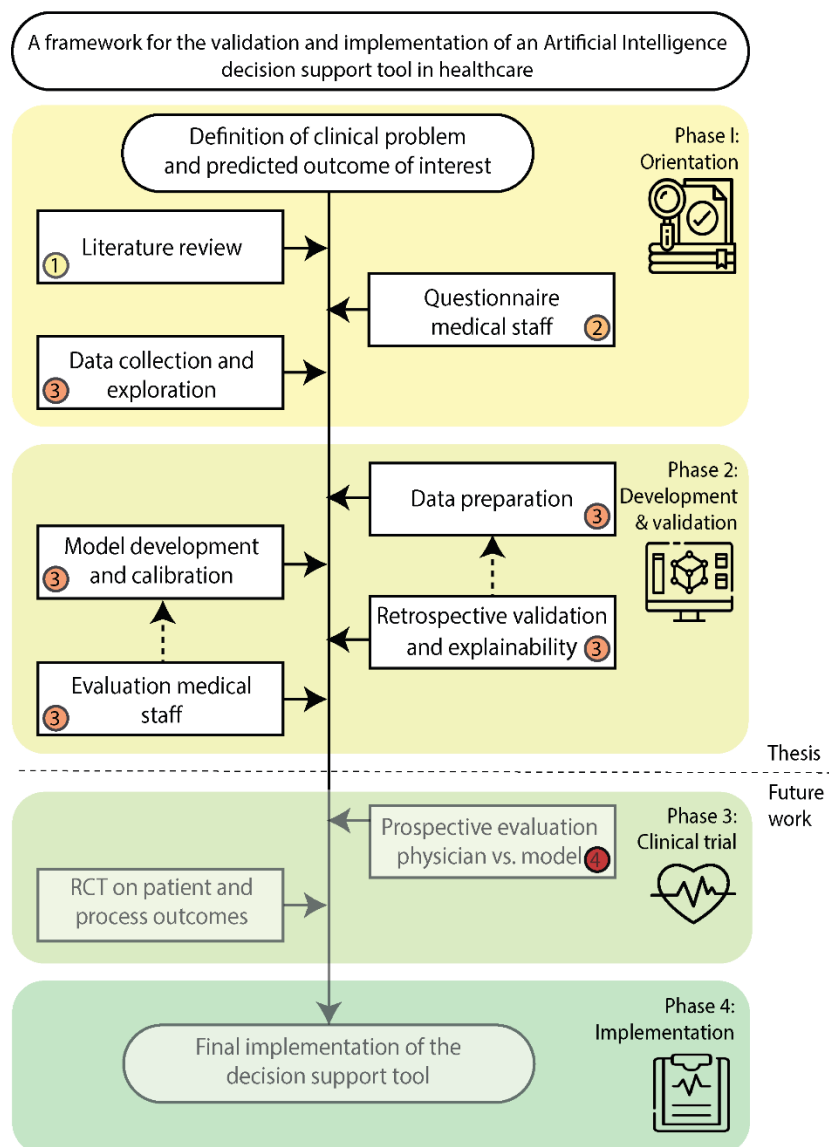 A framework for the validation and implementation of an Artificial Intelligence
decision support tool in healthcare
Definition of clinical problem
and predicted outcome of interest
Phase I:
Orientation
Literature review
1
Questionnaire
medical staff
2
Data collection and
exploration
3
Phase 2:
Development
& validation
Data preparation
3
Model development
and calibration
3
Retrospective validation
and explainability
3
Evaluation medical
staff
3
Thesis
Future
work
Phase 3:
Clinical trial
Prospective evaluation
physician vs. model
4
RCT on patient and
process outcomes
Phase 4:
Implementation
Final implementation of the
decision support tool